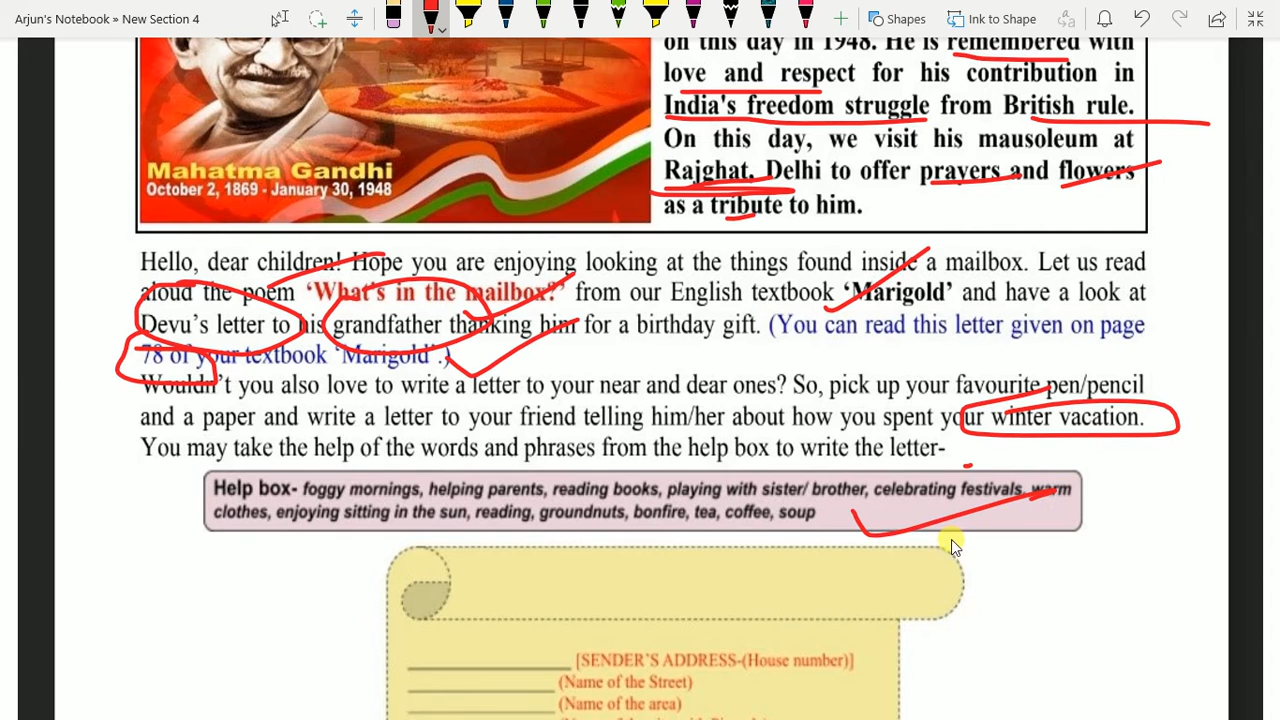 Arjun's Notebook » New Section 4
Shapes
Ink to Shape
on this day in 1948. He is remembered with
love and respect for his contribution in
India's freedom struggle from British rule.
On this day, we visit his mausoleum at
Rajghat, Delhi to offer prayers and flowers
as a tribute to him.
Mahatma Gandhi
October 2, 1869 - January 30, 1948
Hello, dear children! Hope you are enjoying looking at the things found inside a mailbox. Let us read
aloud the poem ‘What’s in the mailbox?’ from our English textbook ‘Marigold’ and have a look at
Devu’s letter to his grandfather thanking him for a birthday gift. (You can read this letter given on page
78 of your textbook ‘Marigold’.)
Wouldn’t you also love to write a letter to your near and dear ones? So, pick up your favourite pen/pencil
and a paper and write a letter to your friend telling him/her about how you spent your winter vacation.
You may take the help of the words and phrases from the help box to write the letter-
Help box- foggy mornings, helping parents, reading books, playing with sister/ brother, celebrating festivals, warm
clothes, enjoying sitting in the sun, reading, groundnuts, bonfire, tea, coffee, soup
[SENDER’S ADDRESS-(House number)]
(Name of the Street)
(Name of the area)